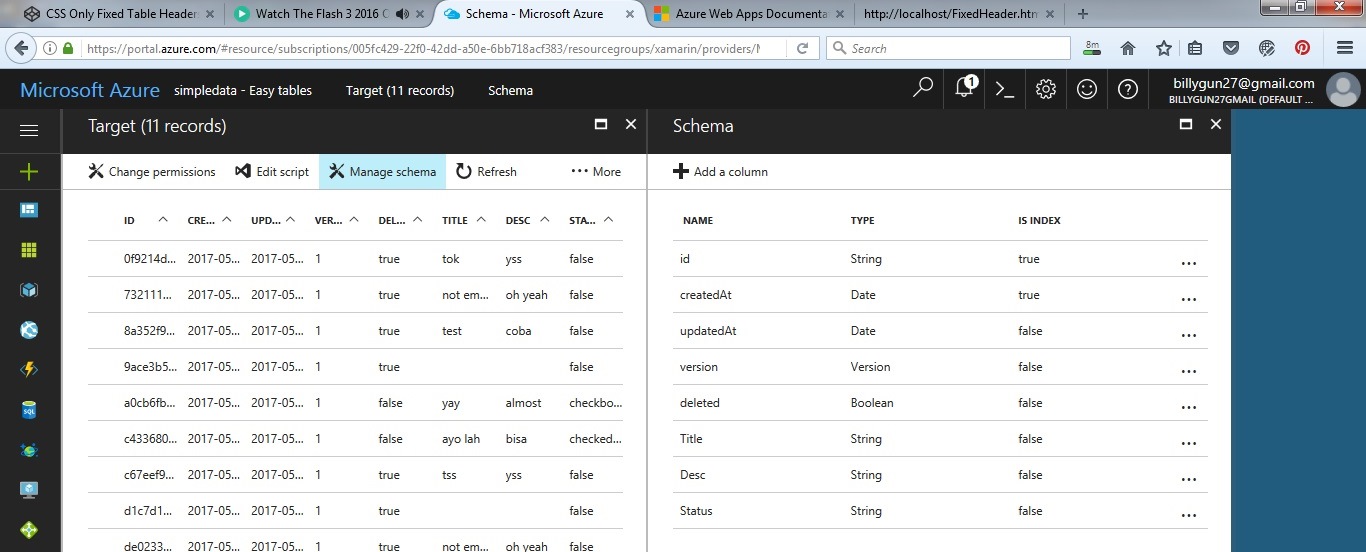 CSS Only Fixed Table Header
Watch The Flash 3 2016 O
Schema - Microsoft Azure
Azure Web Apps Documenta
http://localhost/FixedHeader.htm
https://portal.azure.com/#resource/subscriptions/005fc429-22f0-42dd-a50e-6bb718acf383/resourcegroups/xamarin/providers/M
Search
8m
Microsoft Azure simpledata - Easy tables Target (11 records) Schema
1
billygun27@gmail.com
BILLYGUN27GMAIL (DEFAULT ...
Target (11 records)
Change permissions Edit script Manage schema Refresh ··· More
ID CRE... UPD... VER... DEL... TITLE DESC STA...
0f9214d... 2017-05... 2017-05... 1 true tok yss false
732111... 2017-05... 2017-05... 1 true not em... oh yeah false
8a352f9... 2017-05... 2017-05... 1 true test coba false
9ace3b5... 2017-05... 2017-05... 1 true false
a0cb6fb... 2017-05... 2017-05... 1 false yay almost checkbo...
c433680... 2017-05... 2017-05... 1 false ayo lah bisa checked...
c67eef9... 2017-05... 2017-05... 1 true tss yss false
d1c7d1... 2017-05... 2017-05... 1 true false
de0233... 2017-05... 2017-05... 1 true not em... oh yeah false
Schema
Add a column
NAME TYPE IS INDEX
id String true ...
createdAt Date true ...
updatedAt Date false ...
version Version false ...
deleted Boolean false ...
Title String false ...
Desc String false ...
Status String false ...
SQL